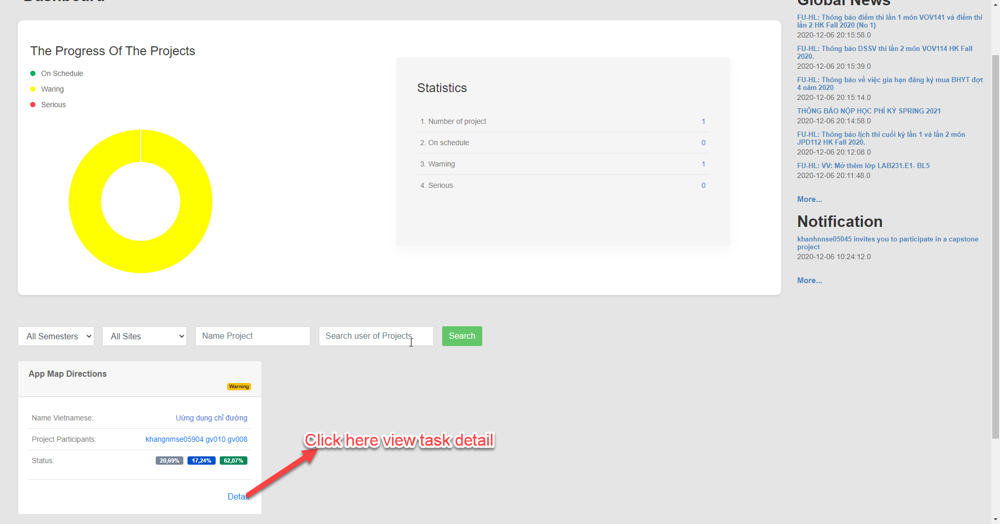 Dashboard
The Progress Of The Projects
On Schedule
Waring
Serious
Statistics
1. Number of project 1
2. On schedule 0
3. Warning 1
4. Serious 0
All Semesters
All Sites
Name Project
Search user of Projects
Search
App Map Directions
Warning
Name Vietnamese: Uứng dụng chỉ đường
Project Participants: khangnmse05904 gv010 gv008
Status: 20,69% 17,24% 62,07%
Detail
Click here view task detail
Global News
FU-HL: Thông báo điểm thi lần 1 môn VOV141 và điểm thi
lần 2 HK Fall 2020 (No 1)
2020-12-06 20:15:58.0
FU-HL: Thông báo DSSV thi lần 2 môn VOV114 HK Fall
2020.
2020-12-06 20:15:39.0
FU-HL: Thông báo về việc gia hạn đăng ký mua BHYT đợt
4 năm 2020
2020-12-06 20:15:14.0
THÔNG BÁO NỘP HỌC PHÍ KỲ SPRING 2021
2020-12-06 20:14:58.0
FU-HL: Thông báo lịch thi cuối kỳ lần 1 và lần 2 môn
JPD112 HK Fall 2020.
2020-12-06 20:12:08.0
FU-HL: VV: Mở thêm lớp LAB231.E1- BL5
2020-12-06 20:11:48.0
More...
Notification
khanhnnse05045 invites you to participate in a capstone
project
2020-12-06 10:24:12.0
More...